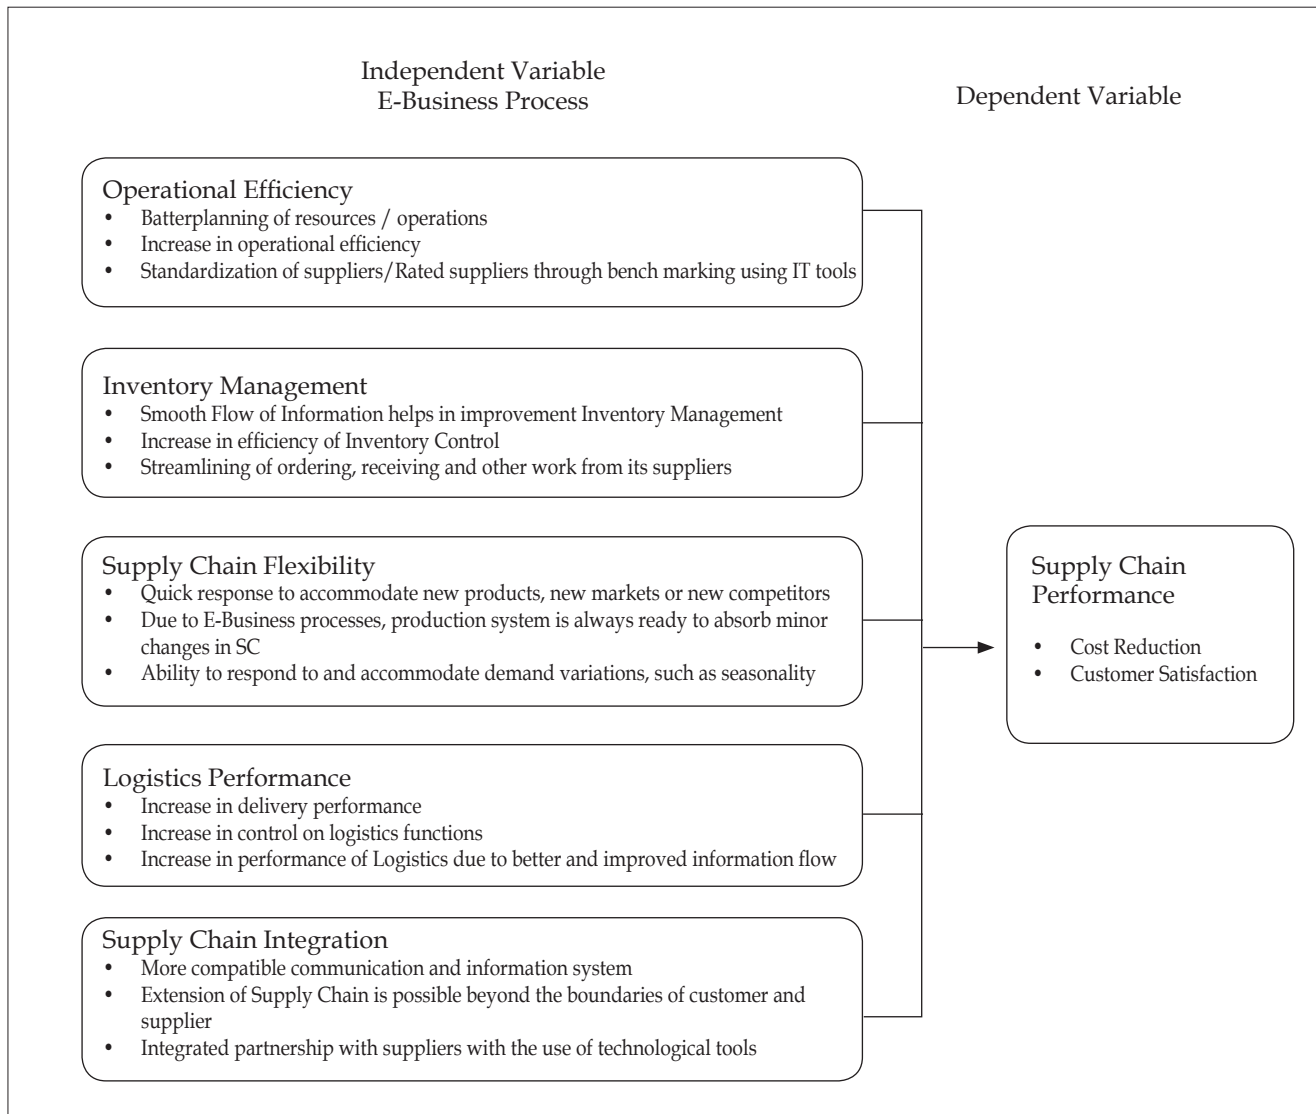 Independent Variable
E-Business Process
Dependent Variable
Operational Efficiency
• Batterplanning of resources / operations
• Increase in operational efficiency
• Standardization of suppliers/Rated suppliers through bench marking using IT tools
Inventory Management
• Smooth Flow of Information helps in improvement Inventory Management
• Increase in efficiency of Inventory Control
• Streamlining of ordering, receiving and other work from its suppliers
Supply Chain Flexibility
• Quick response to accommodate new products, new markets or new competitors
• Due to E-Business processes, production system is always ready to absorb minor
changes in SC
• Ability to respond to and accommodate demand variations, such as seasonality
Logistics Performance
• Increase in delivery performance
• Increase in control on logistics functions
• Increase in performance of Logistics due to better and improved information flow
Supply Chain Integration
• More compatible communication and information system
• Extension of Supply Chain is possible beyond the boundaries of customer and
supplier
• Integrated partnership with suppliers with the use of technological tools
Supply Chain
Performance
• Cost Reduction
• Customer Satisfaction